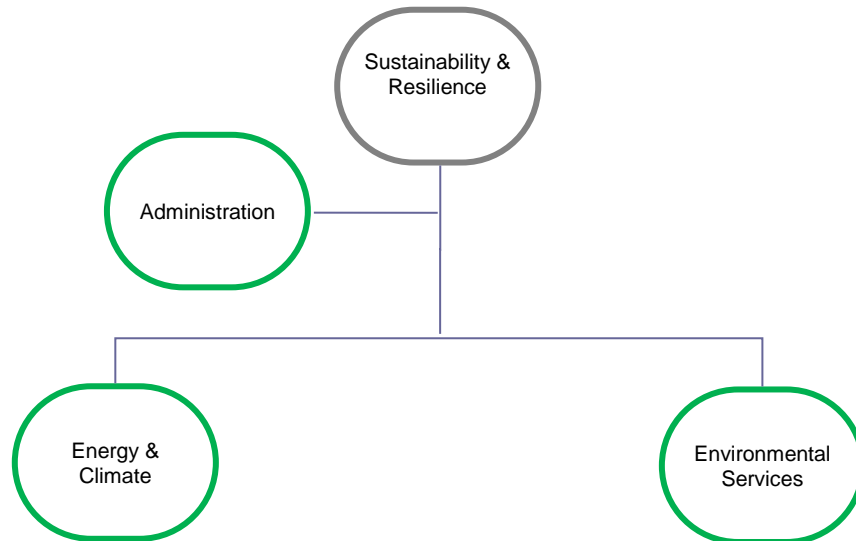 Sustainability &
Resilience
Administration
Energy &
Climate
Environmental
Services